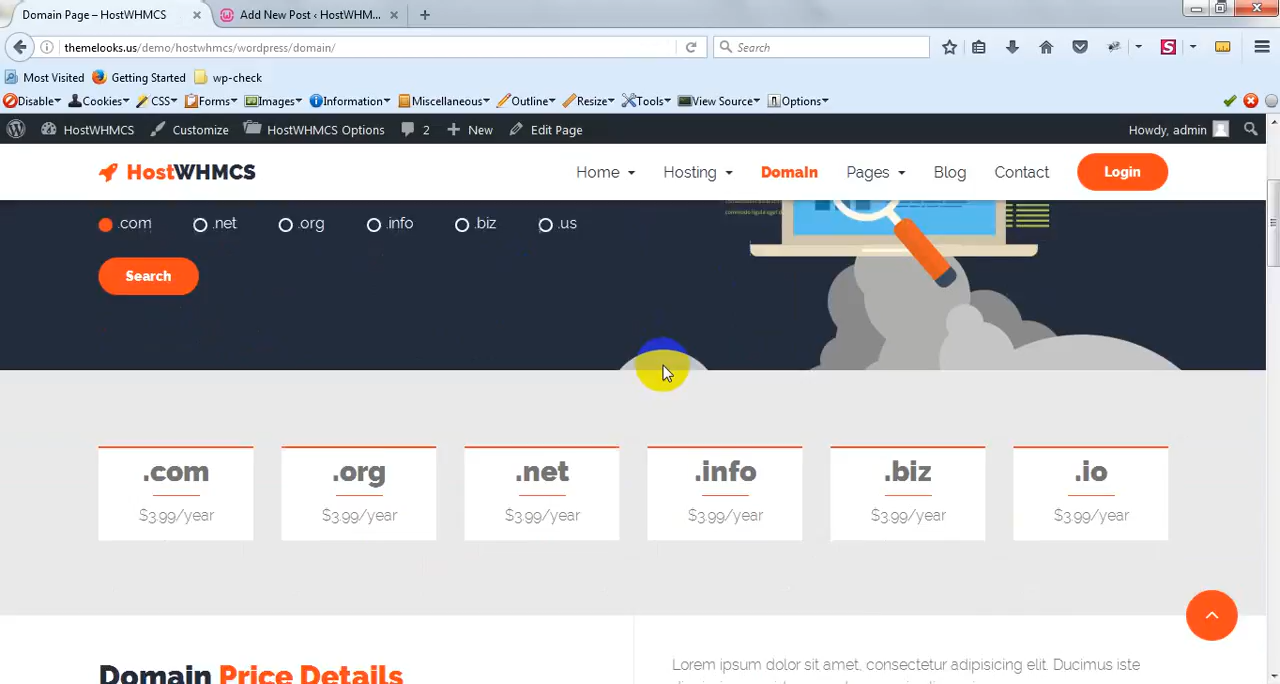 Domain Page – HostWHMCS
Add New Post ‹ HostWHM...
themelooks.us/demo/hostwhmcs/wordpress/domain/
Search
Most Visited Getting Started wp-check
Disable Cookies CSS Forms Images Information Miscellaneous Outline Resize Tools View Source Options
HostWHMCS Customize HostWHMCS Options 2 New Edit Page Howdy, admin
HostWHMCS Home Hosting Domain Pages Blog Contact Login
.com .net .org .info .biz .us
Search
.com .org .net .info .biz .io
$3.99/year $3.99/year $3.99/year $3.99/year $3.99/year $3.99/year
Domain Price Details
Lorem ipsum dolor sit amet, consectetur adipisicing elit. Ducimus iste